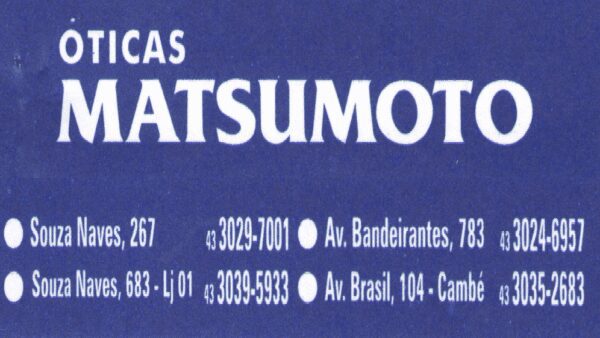 ÓTICAS
MATSUMOTO
Souza Naves, 267 43 3029-7001
Av. Bandeirantes, 783 43 3024-6957
Souza Naves, 683 - Lj 01 43 3039-5933
Av. Brasil, 104 - Cambé 43 3035-2683